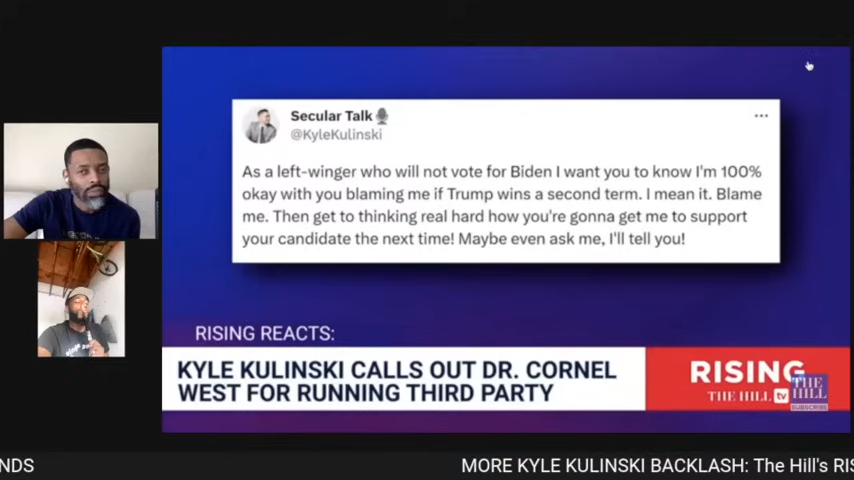 Secular Talk
@KyleKulinski
As a left-winger who will not vote for Biden I want you to know I'm 100%
okay with you blaming me if Trump wins a second term. I mean it. Blame
me. Then get to thinking real hard how you're gonna get me to support
your candidate the next time! Maybe even ask me, I'll tell you!
RISING REACTS:
KYLE KULINSKI CALLS OUT DR. CORNEL
WEST FOR RUNNING THIRD PARTY
RISING
THE HILL tv
THE
HILL
SUBSCRIBE
NDS
MORE KYLE KULINSKI BACKLASH: The Hill's RIS